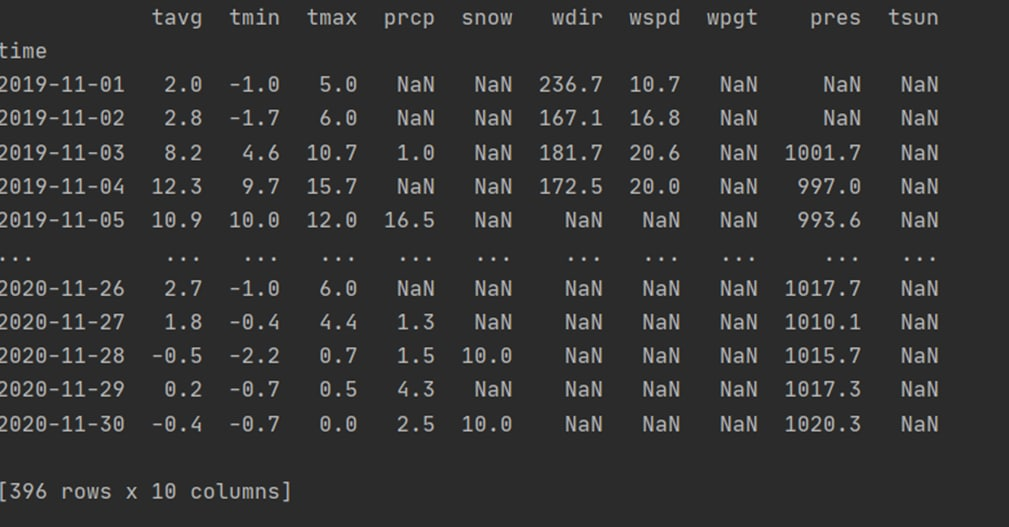 tavg tmin tmax prcp snow wdir wspd wpgt pres tsun
time
2019-11-01 2.0 -1.0 5.0 NaN NaN 236.7 10.7 NaN NaN NaN
2019-11-02 2.8 -1.7 6.0 NaN NaN 167.1 16.8 NaN NaN NaN
2019-11-03 8.2 4.6 10.7 1.0 NaN 181.7 20.6 NaN 1001.7 NaN
2019-11-04 12.3 9.7 15.7 NaN NaN 172.5 20.0 NaN 997.0 NaN
2019-11-05 10.9 10.0 12.0 16.5 NaN NaN NaN NaN 993.6 NaN
... ... ... ... ... ... ... ... ... ... ...
2020-11-26 2.7 -1.0 6.0 NaN NaN NaN NaN NaN 1017.7 NaN
2020-11-27 1.8 -0.4 4.4 1.3 NaN NaN NaN NaN 1010.1 NaN
2020-11-28 -0.5 -2.2 0.7 1.5 10.0 NaN NaN NaN 1015.7 NaN
2020-11-29 0.2 -0.7 0.5 4.3 NaN NaN NaN NaN 1017.3 NaN
2020-11-30 -0.4 -0.7 0.0 2.5 10.0 NaN NaN NaN 1020.3 NaN
[396 rows x 10 columns]